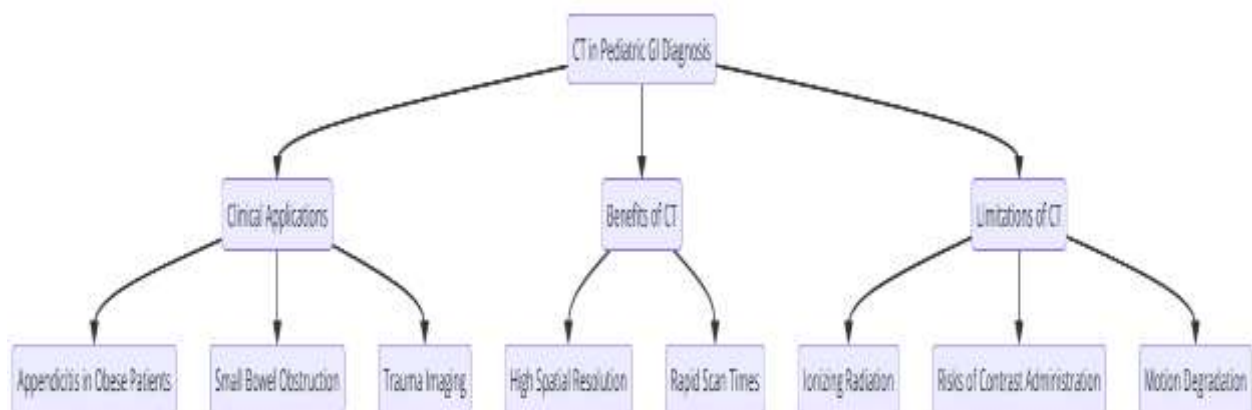 CT in Pediatric GI Diagnosis
Clinical Applications
Benefits of CT
Limitations of CT
Appendicitis in Obese Patients
Small Bowel Obstruction
Trauma Imaging
High Spatial Resolution
Rapid Scan Times
Ionizing Radiation
Risks of Contrast Administration
Motion Degradation